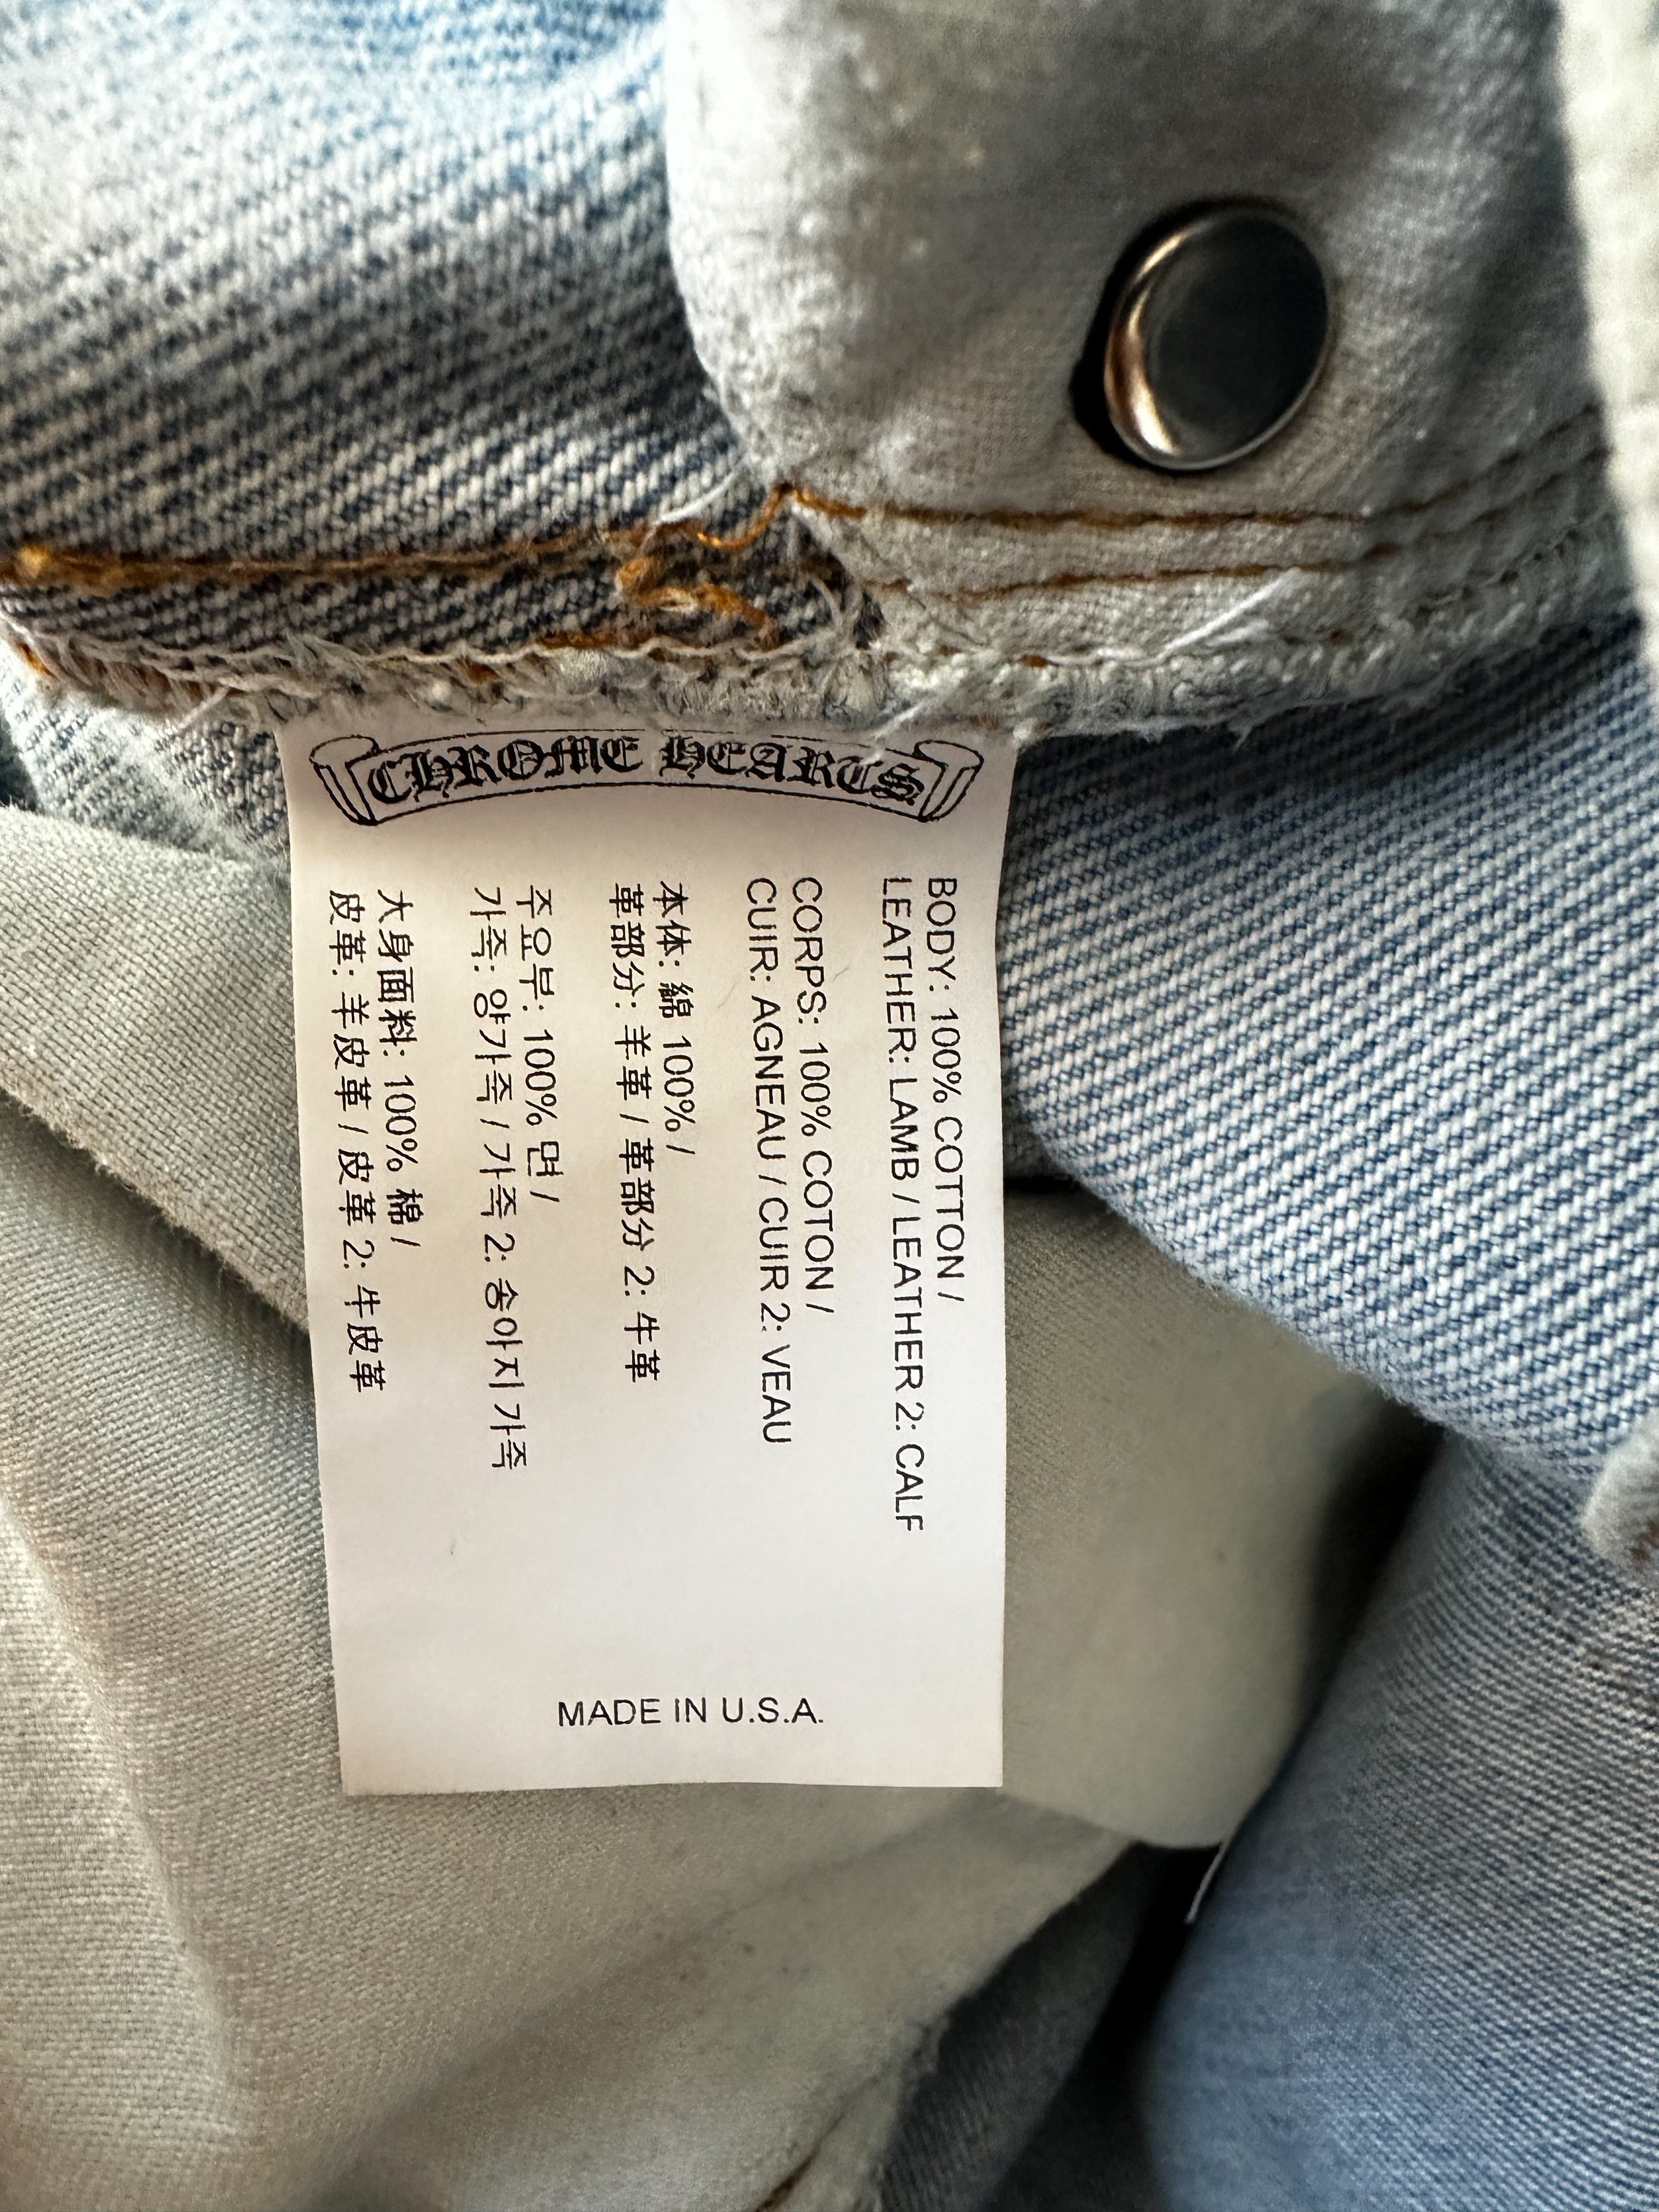 CHROME HEARTS
BODY: 100% COTTON /
LEATHER: LAMB / LEATHER 2: CALF
CORPS: 100% COTON /
CUIR: AGNEAU / CUIR 2: VEAU
本体: 綿 100% /
革部分: 羊革 / 革部分 2: 牛革
주요부: 100% 면 /
가죽: 양가죽 / 가죽 2: 송아지 가죽
大身面料: 100% 棉 /
皮革: 羊皮革 / 皮革 2: 牛皮革
MADE IN U.S.A.